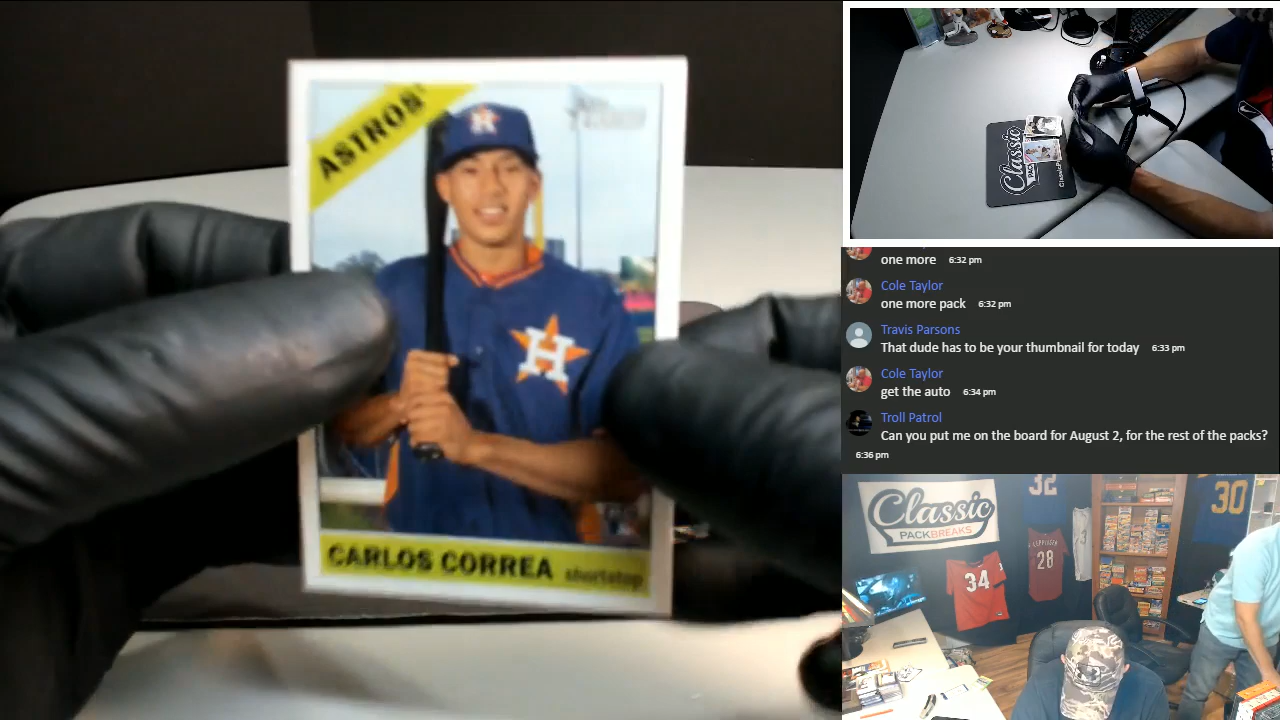 ASTROS
CARLOS CORREA shortstop
Classic
one more 6:32 pm
Cole Taylor
one more pack 6:32 pm
Travis Parsons
That dude has to be your thumbnail for today 6:33 pm
Cole Taylor
get the auto 6:34 pm
Troll Patrol
Can you put me on the board for August 2, for the rest of the packs?
6:36 pm
Classic
PACKBREAKS
32
30
28
34